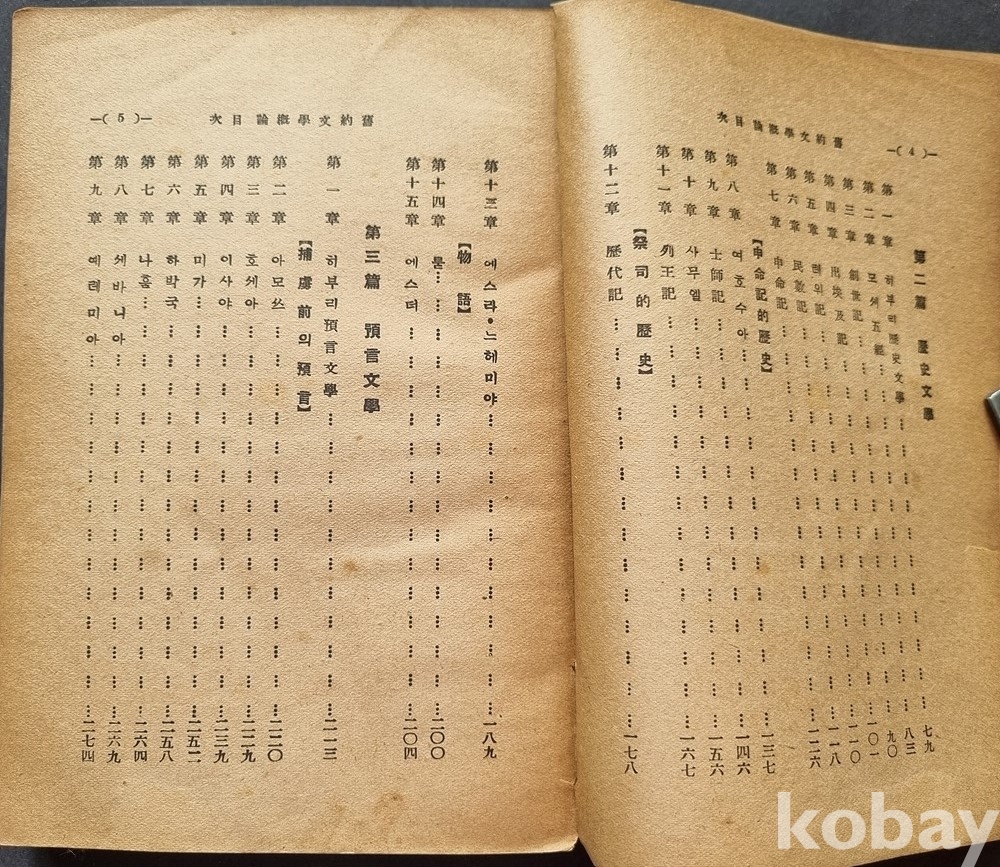 舊約文學槪論目次 —( 4 )—
第二篇 歷史文學
第一章 허부리歷史文學………………七九
第二章 모세五經………………八三
第三章 創世記………………九〇
第四章 出埃及記………………一〇一
第五章 레위記………………一一〇
第六章 民數記………………一一八
第七章 申命記………………一二六
【申命記的歷史】
第八章 여호수아………………一三七
第九章 士師記………………一四六
第十章 사무엘………………一五六
第十一章 列王記………………一六七
【祭司的歷史】
第十二章 歷代記………………一七八
舊約文學槪論目次 —( 5 )—
第十三章 에스라•느헤미야………………一八九
【物語】
第十四章 룻………………二〇〇
第十五章 에스더………………二〇四
第三篇 預言文學
第一章 허부리預言文學………………二一三
【捕虜前의預言】
第二章 아모쓰………………二二〇
第三章 호세아………………二二九
第四章 이사야………………二三九
第五章 미가………………二五二
第六章 하박국………………二五八
第七章 나훔………………二六四
第八章 쎄바니아………………二六九
第九章 예레미아………………二七四
kobay